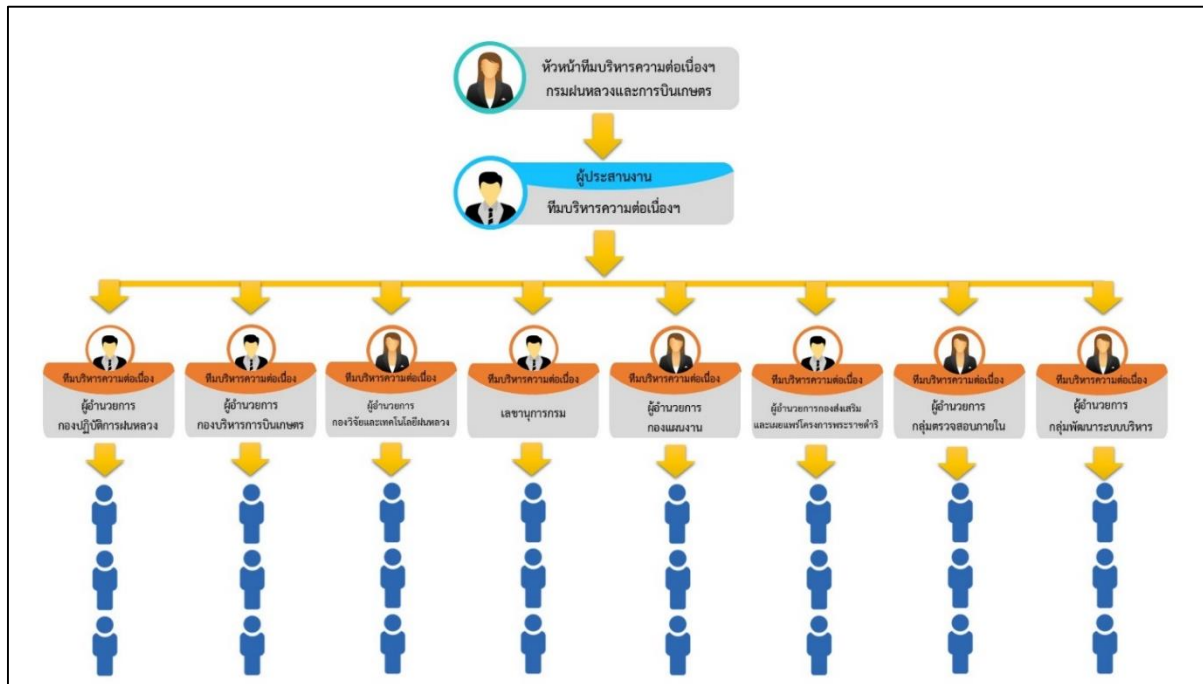 หัวหน้าทีมบริหารความต่อเนื่องฯ
กรมฝนหลวงและการบินเกษตร
ผู้ประสานงาน
ทีมบริหารความต่อเนื่องฯ
ทีมบริหารความต่อเนื่อง
ผู้อำนวยการ
กองปฏิบัติการฝนหลวง
ทีมบริหารความต่อเนื่อง
ผู้อำนวยการ
กองบริหารการบินเกษตร
ทีมบริหารความต่อเนื่อง
ผู้อำนวยการ
กองวิจัยและเทคโนโลยีฝนหลวง
ทีมบริหารความต่อเนื่อง
เลขานุการกรม
ทีมบริหารความต่อเนื่อง
ผู้อำนวยการ
กองแผนงาน
ทีมบริหารความต่อเนื่อง
ผู้อำนวยการกองส่งเสริม
และเผยแพร่โครงการพระราชดำริ
ทีมบริหารความต่อเนื่อง
ผู้อำนวยการ
กลุ่มตรวจสอบภายใน
ทีมบริหารความต่อเนื่อง
ผู้อำนวยการ
กลุ่มพัฒนาระบบบริหาร